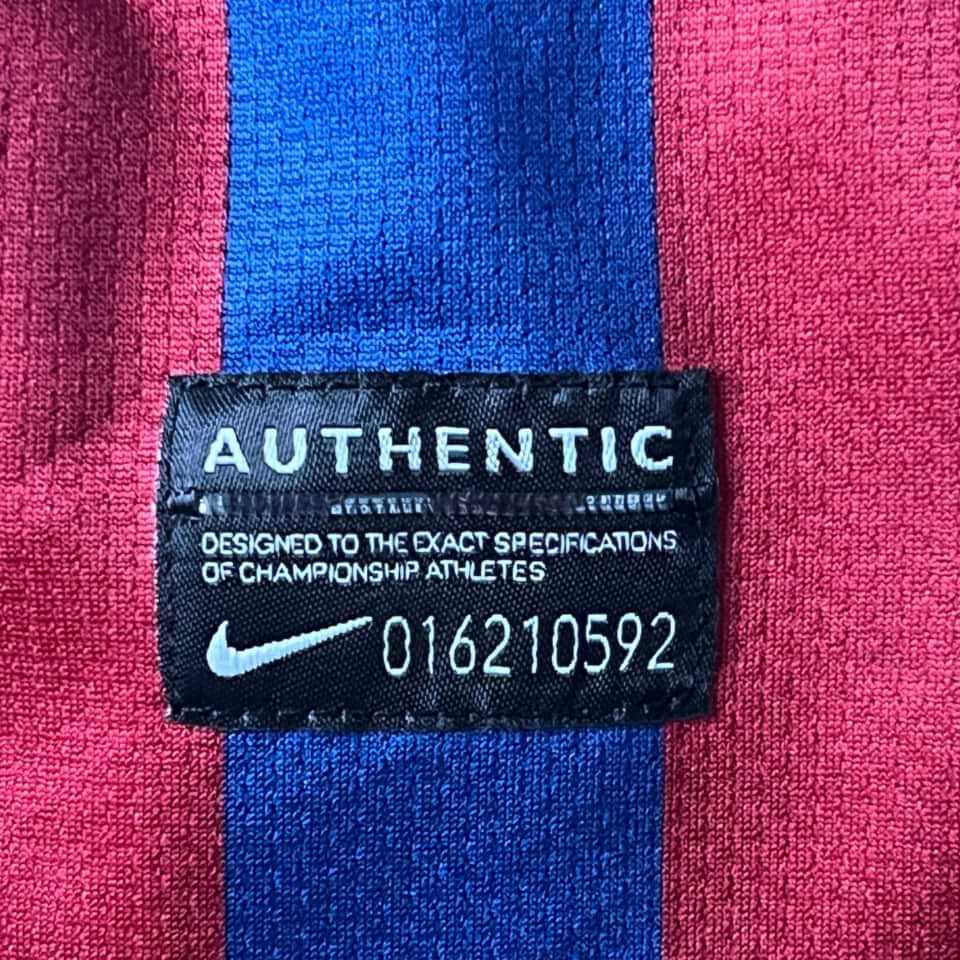 AUTHENTIC
DESIGNED TO THE EXACT SPECIFICATIONS
OF CHAMPIONSHIP ATHLETES
016210592